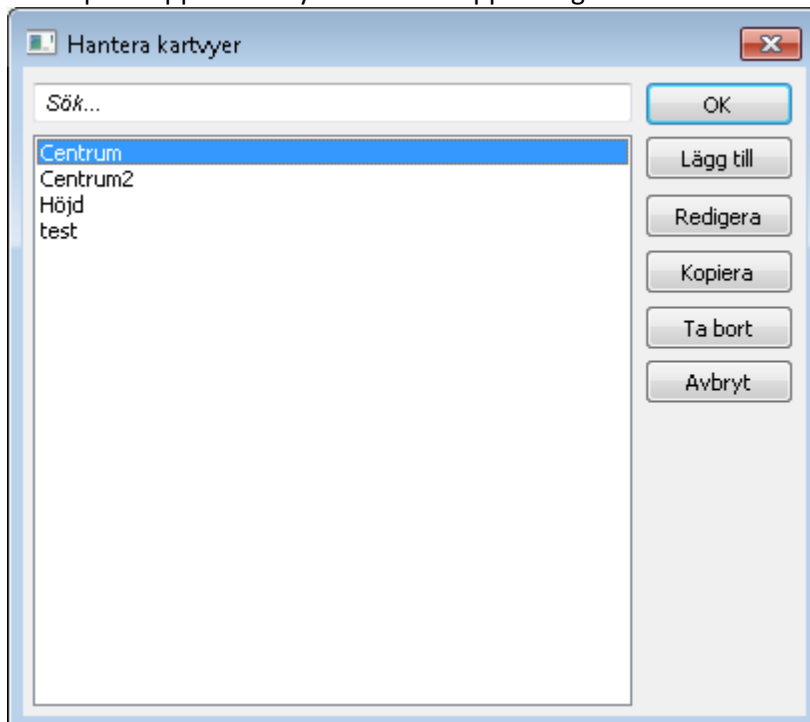 Hantera kartvyer
Sök...
OK
Centrum
Lägg till
Centrum2
Höjd
Redigera
test
Kopiera
Ta bort
Avbryt